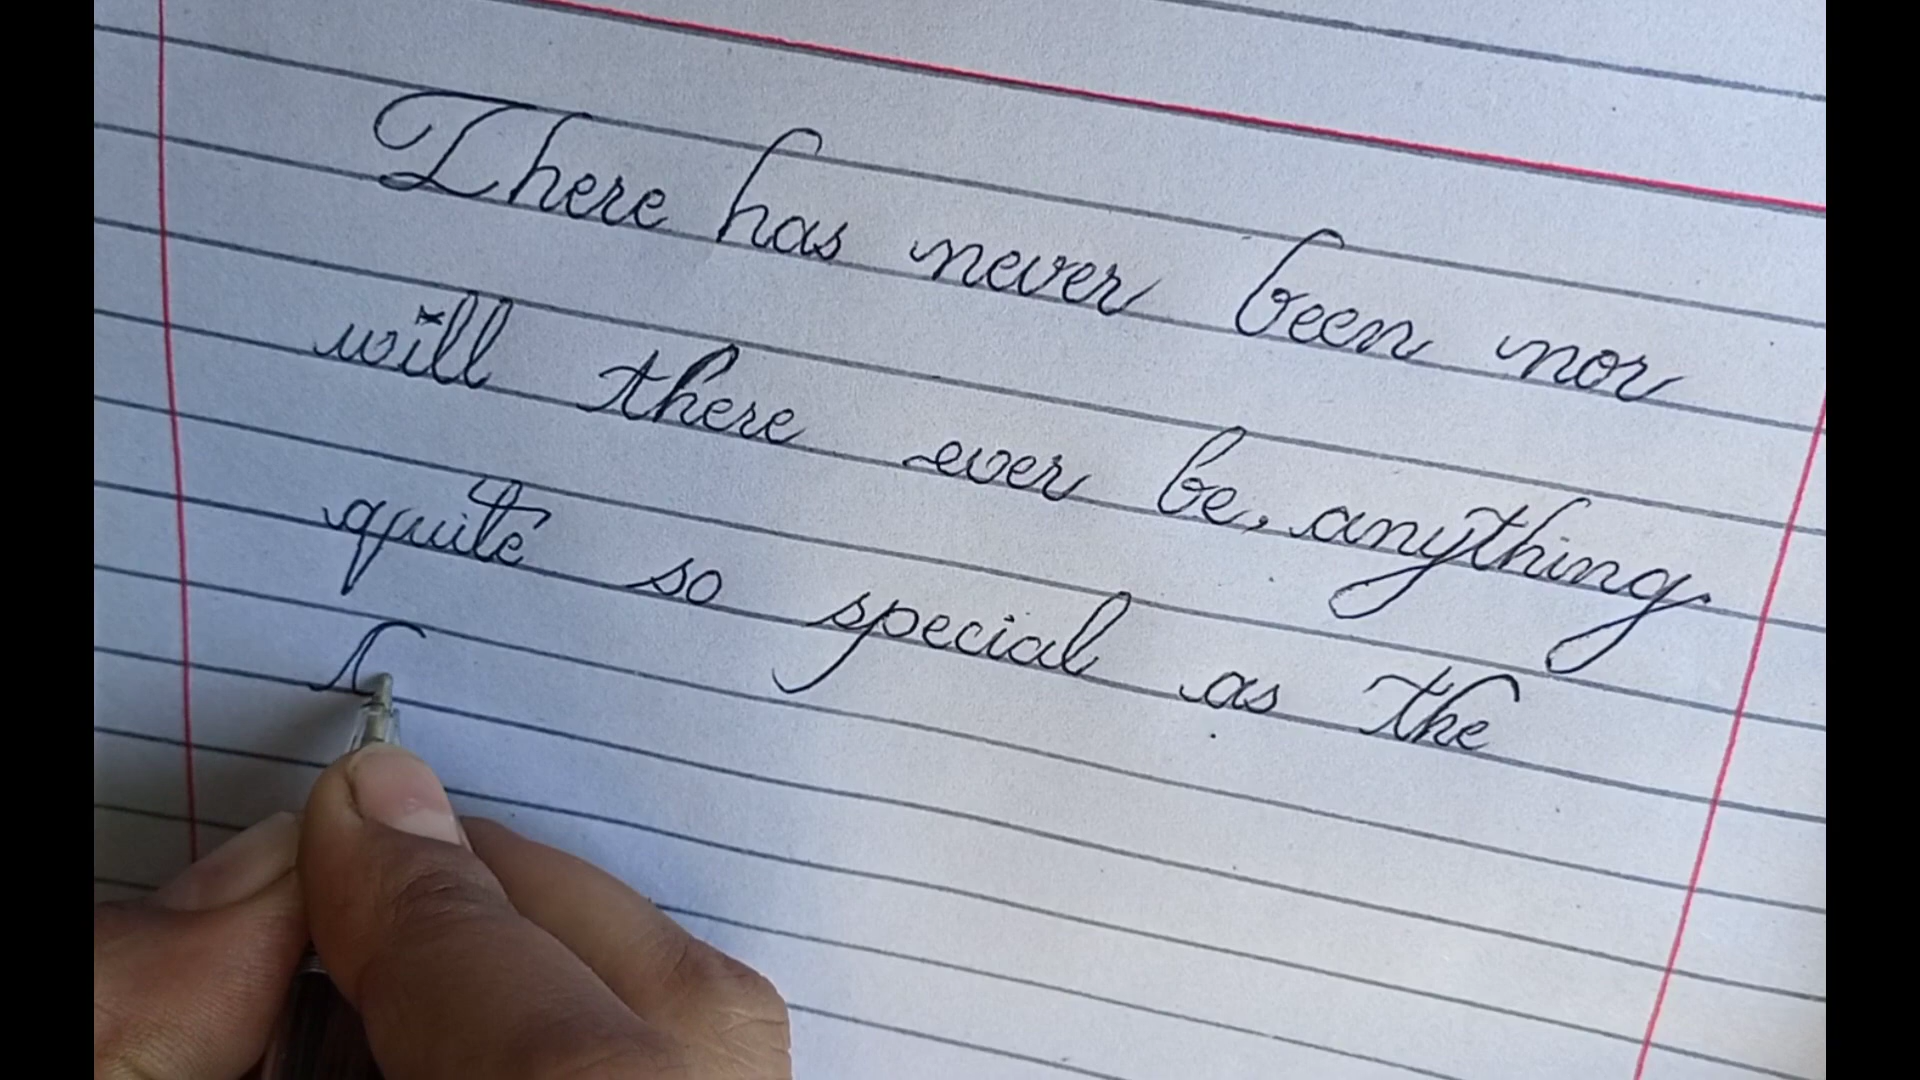 There has never been nor
will there ever be, anything
quite so special as the